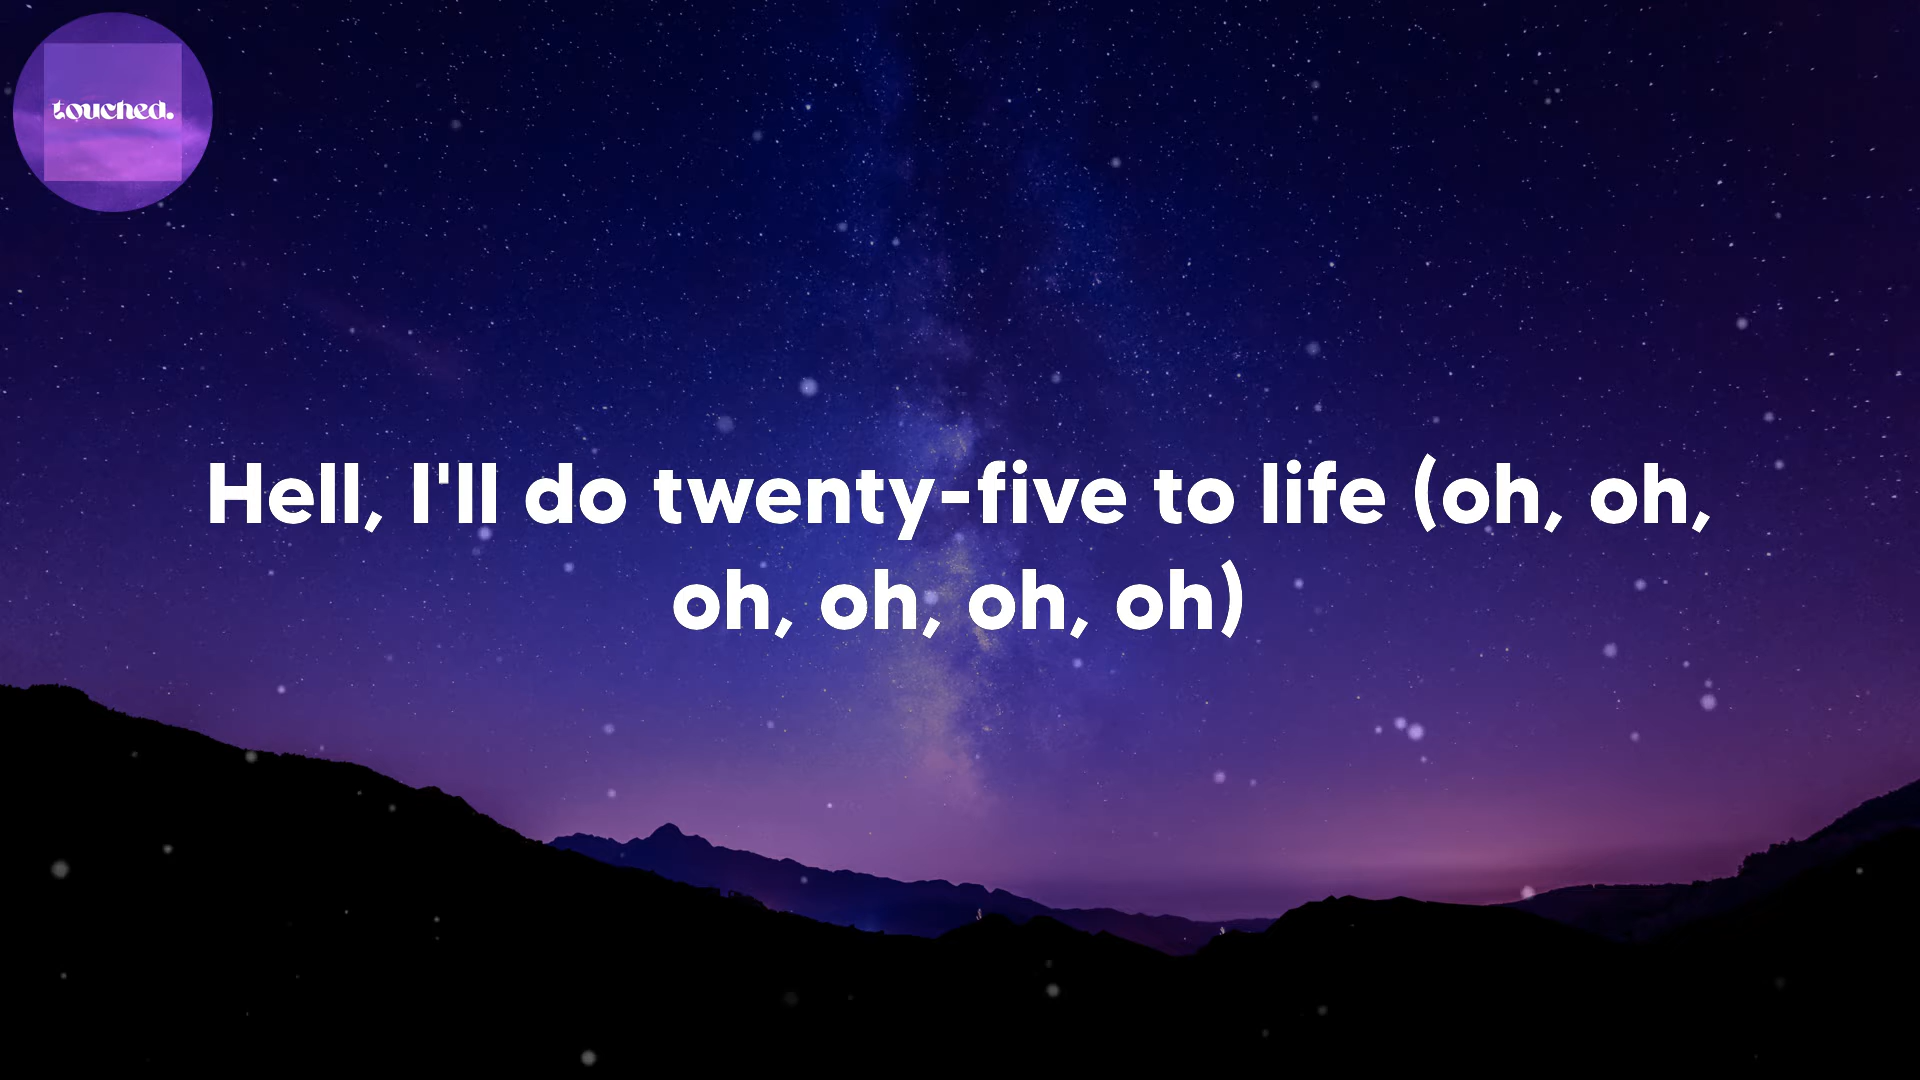 touched.
Hell, I'll do twenty-five to life (oh, oh,
oh, oh, oh, oh)